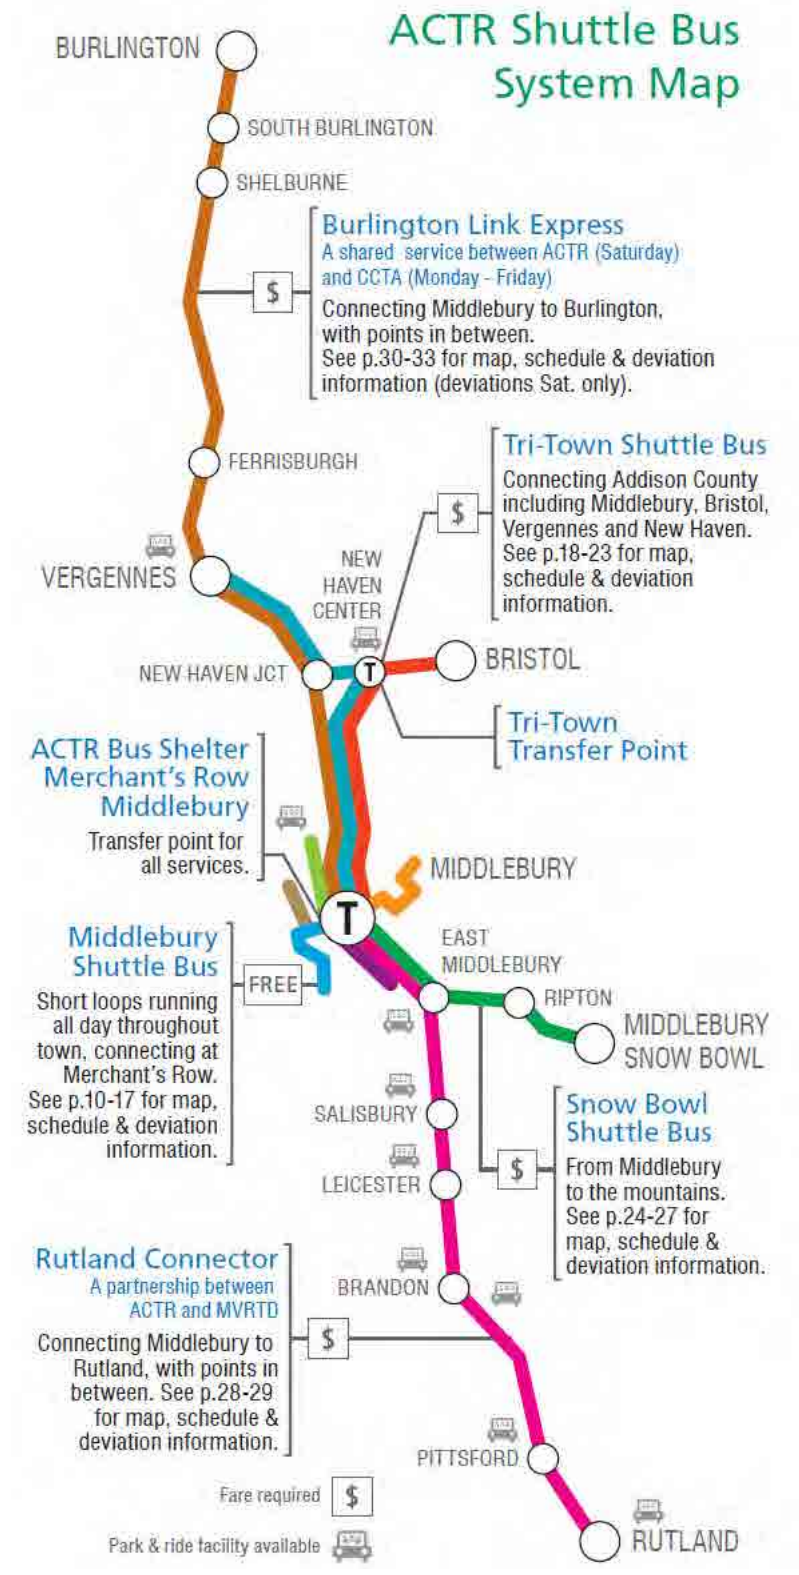 ACTR Shuttle Bus
System Map
BURLINGTON
SOUTH BURLINGTON
SHELBURNE
Burlington Link Express
A shared service between ACTR (Saturday)
and CCTA (Monday - Friday)
$
Connecting Middlebury to Burlington,
with points in between.
See p.30-33 for map, schedule & deviation
information (deviations Sat. only).
FERRISBURGH
Tri-Town Shuttle Bus
Connecting Addison County
including Middlebury, Bristol,
Vergennes and New Haven.
See p.18-23 for map,
schedule & deviation
information.
$
VERGENNES
NEW
HAVEN
CENTER
NEW HAVEN JCT
T
BRISTOL
Tri-Town
Transfer Point
ACTR Bus Shelter
Merchant's Row
Middlebury
Transfer point for
all services.
MIDDLEBURY
T
Middlebury
Shuttle Bus
FREE
Short loops running
all day throughout
town, connecting at
Merchant's Row.
See p.10-17 for map,
schedule & deviation
information.
EAST
MIDDLEBURY
RIPTON
MIDDLEBURY
SNOW BOWL
SALISBURY
LEICESTER
Snow Bowl
Shuttle Bus
$
From Middlebury
to the mountains.
See p.24-27 for
map, schedule &
deviation information.
Rutland Connector
A partnership between
ACTR and MVRTD
$
Connecting Middlebury to
Rutland, with points in
between. See p.28-29
for map, schedule &
deviation information.
BRANDON
PITTSFORD
RUTLAND
Fare required $
Park & ride facility available